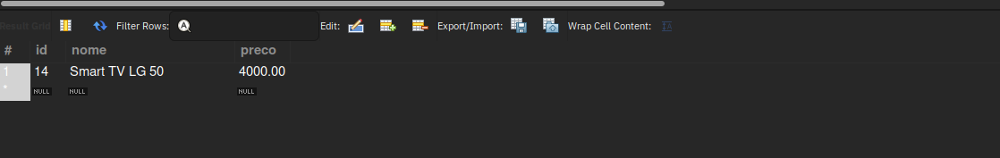 Result Grid Filter Rows: Edit: Export/Import: Wrap Cell Content:
# id nome preco
1 14 Smart TV LG 50 4000.00
* NULL NULL NULL